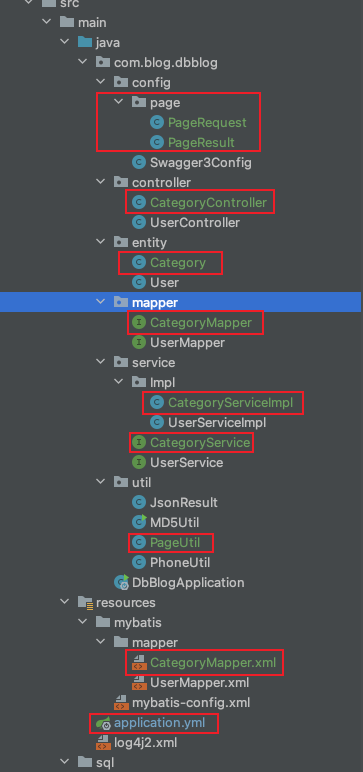 src
main
java
com.blog.dbblog
config
page
PageRequest
PageResult
Swagger3Config
controller
CategoryController
UserController
entity
Category
User
mapper
CategoryMapper
UserMapper
service
Impl
CategoryServiceImpl
UserServiceImpl
CategoryService
UserService
util
JsonResult
MD5Util
PageUtil
PhoneUtil
DbBlogApplication
resources
mybatis
mapper
CategoryMapper.xml
UserMapper.xml
mybatis-config.xml
application.yml
log4j2.xml
sql